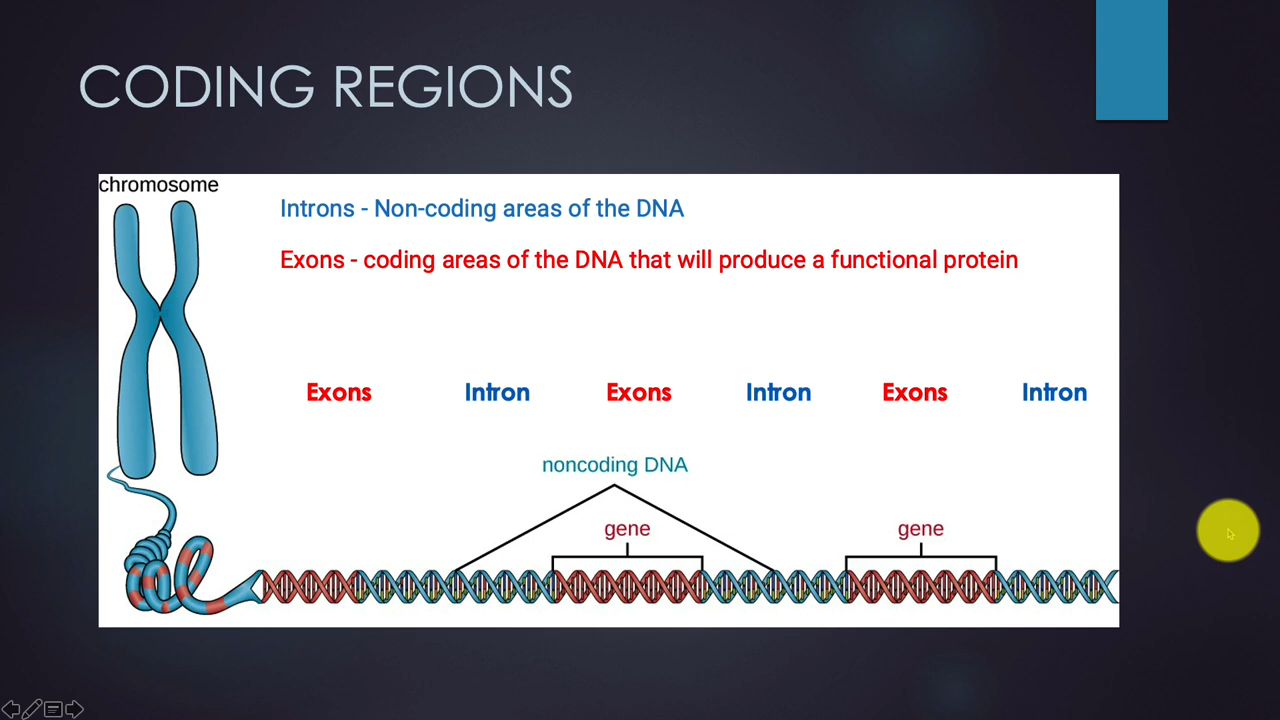 CODING REGIONS
chromosome
Introns - Non-coding areas of the DNA
Exons - coding areas of the DNA that will produce a functional protein
Exons Intron Exons Intron Exons Intron
noncoding DNA
gene gene